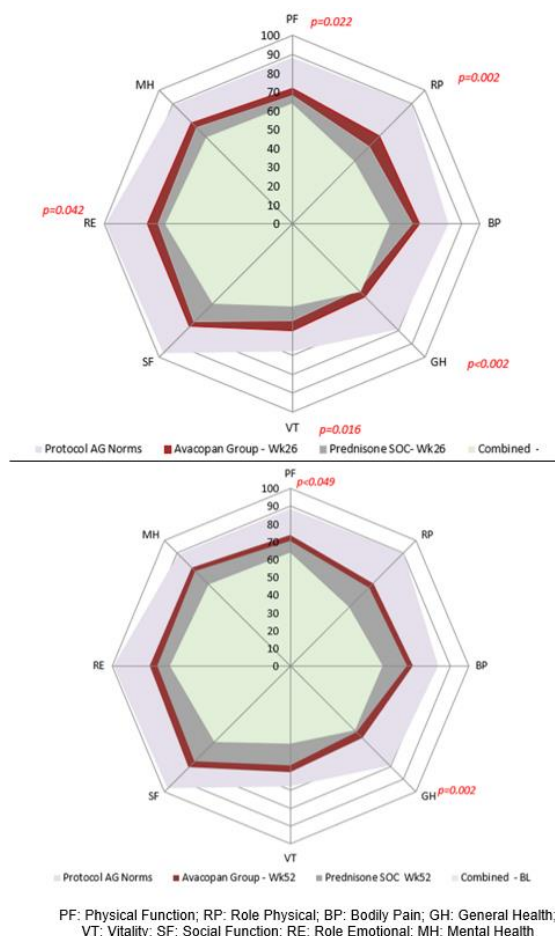 PF
p=0.022
100
90
80
70
60
50
40
30
20
10
0
MH
RP
p=0.002
p=0.042
RE
BP
SF
GH
p<0.002
VT
p=0.016
Protocol AG Norms Avacopan Group - Wk26 Prednisone SOC- Wk26 Combined -
PF
p<0.049
100
90
80
70
60
50
40
30
20
10
0
MH
RP
RE
BP
SF
GH
p=0.002
VT
Protocol AG Norms Avacopan Group - Wk52 Prednisone SOC Wk52 Combined - BL
PF: Physical Function; RP: Role Physical; BP: Bodily Pain; GH: General Health;
VT: Vitality; SF: Social Function; RE: Role Emotional; MH: Mental Health